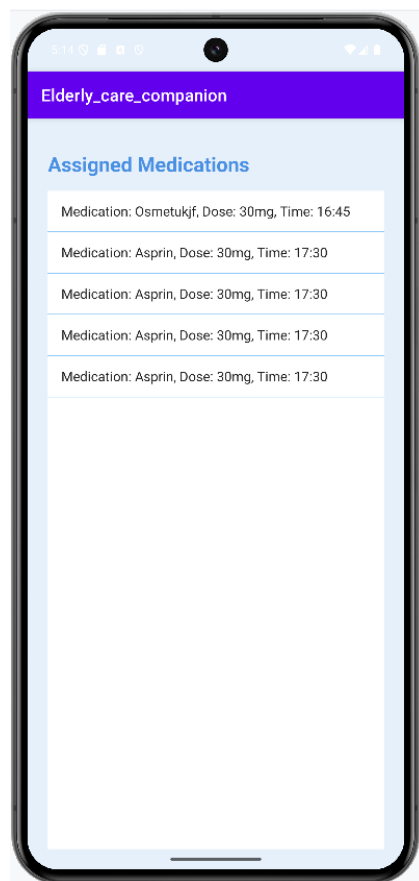 5:14
Elderly_care_companion
Assigned Medications
Medication: Osmetukjf, Dose: 30mg, Time: 16:45
Medication: Asprin, Dose: 30mg, Time: 17:30
Medication: Asprin, Dose: 30mg, Time: 17:30
Medication: Asprin, Dose: 30mg, Time: 17:30
Medication: Asprin, Dose: 30mg, Time: 17:30